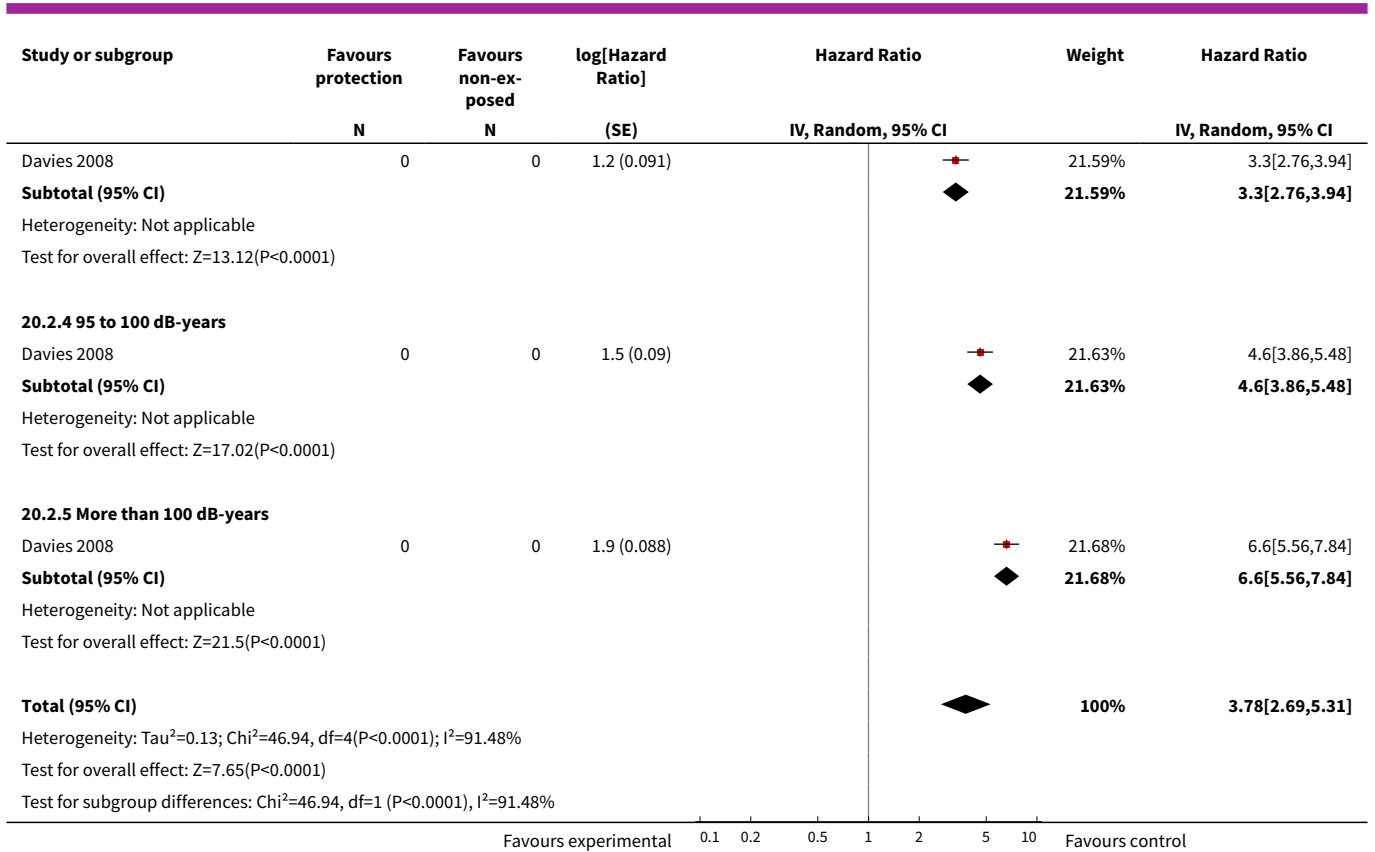 Study or subgroup Favours protection Favours non-ex-posed log[Hazard Ratio] Hazard Ratio Weight Hazard Ratio
N N (SE) IV, Random, 95% CI IV, Random, 95% CI
Davies 2008 0 0 1.2 (0.091) 21.59% 3.3[2.76,3.94]
Subtotal (95% CI) 21.59% 3.3[2.76,3.94]
Heterogeneity: Not applicable
Test for overall effect: Z=13.12(P<0.0001)
20.2.4 95 to 100 dB-years
Davies 2008 0 0 1.5 (0.09) 21.63% 4.6[3.86,5.48]
Subtotal (95% CI) 21.63% 4.6[3.86,5.48]
Heterogeneity: Not applicable
Test for overall effect: Z=17.02(P<0.0001)
20.2.5 More than 100 dB-years
Davies 2008 0 0 1.9 (0.088) 21.68% 6.6[5.56,7.84]
Subtotal (95% CI) 21.68% 6.6[5.56,7.84]
Heterogeneity: Not applicable
Test for overall effect: Z=21.5(P<0.0001)
Total (95% CI) 100% 3.78[2.69,5.31]
Heterogeneity: Tau²=0.13; Chi²=46.94, df=4(P<0.0001); I²=91.48%
Test for overall effect: Z=7.65(P<0.0001)
Test for subgroup differences: Chi²=46.94, df=1 (P<0.0001), I²=91.48%
Favours experimental 0.1 0.2 0.5 1 2 5 10 Favours control